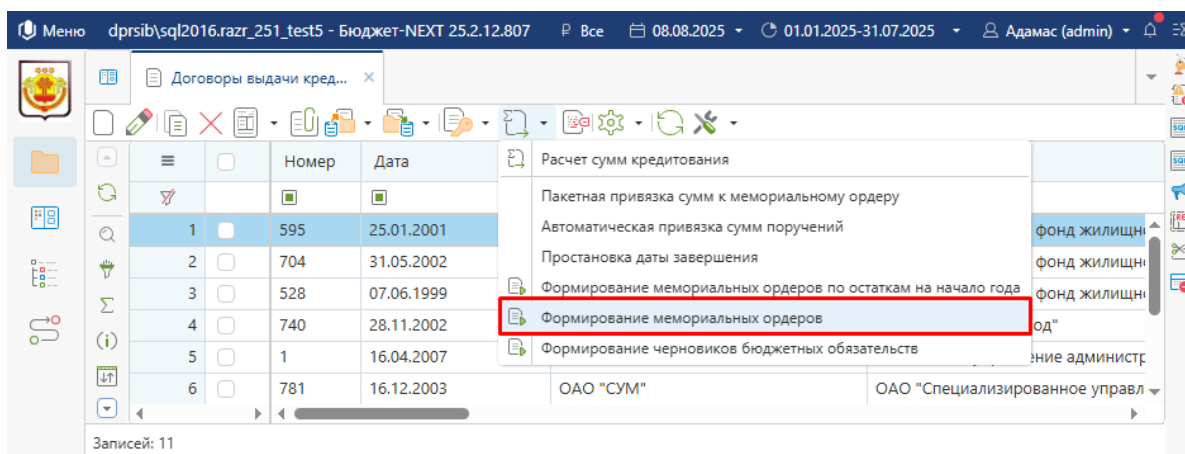 Меню dprsib\sql2016.razr_251_test5 - Бюджет-NEXT 25.2.12.807 ₽ Все 08.08.2025 01.01.2025-31.07.2025 Адамас (admin)
Договоры выдачи кред... ×
Номер Дата
Расчет сумм кредитования
Пакетная привязка сумм к мемориальному ордеру
1 595 25.01.2001 Автоматическая привязка сумм поручений фонд жилищн
2 704 31.05.2002 Простановка даты завершения фонд жилищн
3 528 07.06.1999 Формирование мемориальных ордеров по остаткам на начало года фонд жилищн
4 740 28.11.2002 Формирование мемориальных ордеров од"
5 1 16.04.2007 Формирование черновиков бюджетных обязательств ение администр
6 781 16.12.2003 ОАО "СУМ" ОАО "Специализированное управл
Записей: 11